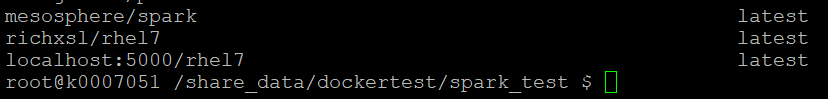 mesosphere/spark latest
richxsl/rhel7 latest
localhost:5000/rhel7 latest
root@k0007051 /share_data/dockertest/spark_test $